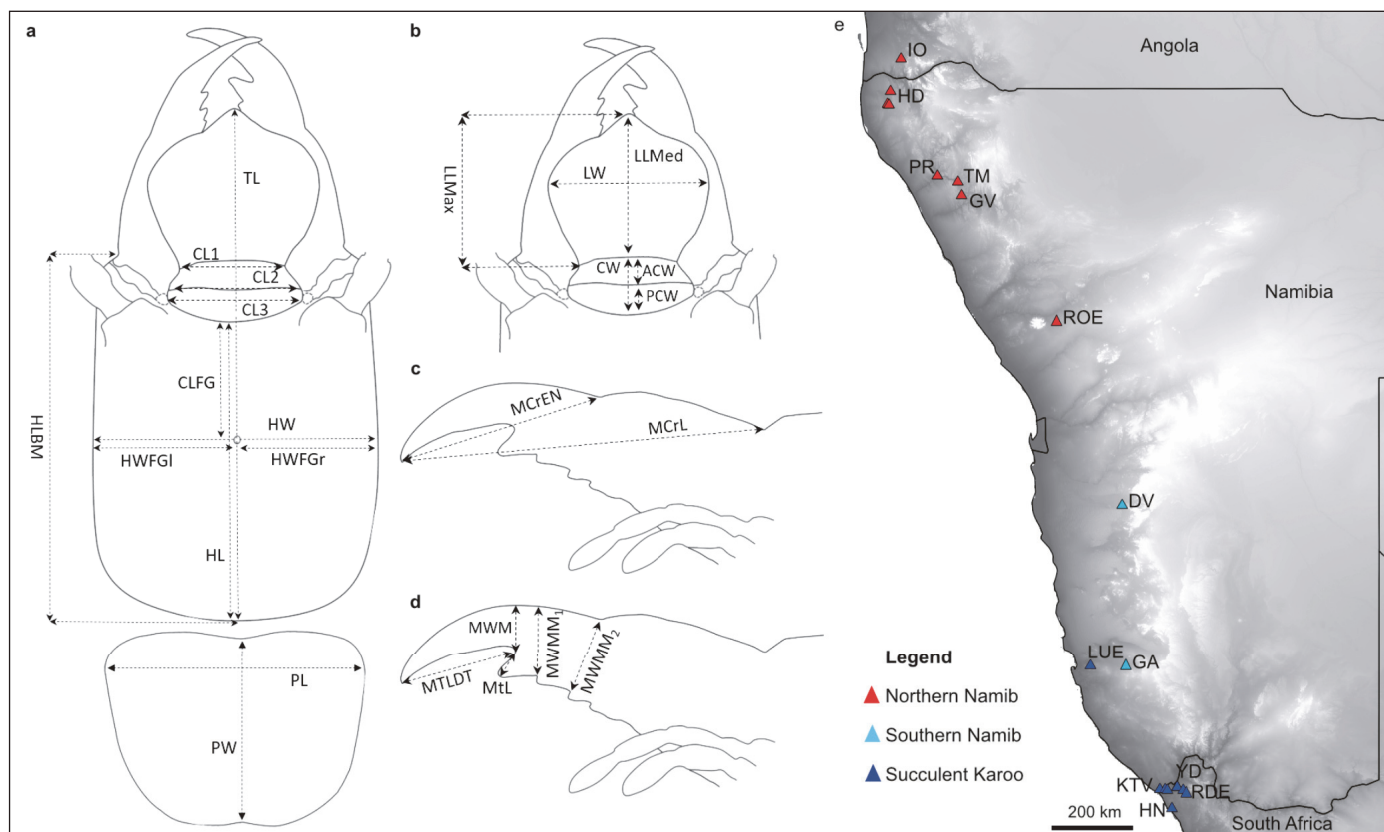 a
TL
CL1
CL2
CL3
CLFG
HLBM
HW
HWFGl
HWFGr
HL
PL
PW
b
LLMax
LLMed
LW
CW
ACW
PCW
c
MCrEN
MCrL
d
MWM
MWMM1
MWMM2
MTLDT
MtL
e
Angola
IO
HD
PR
TM
GV
Namibia
ROE
DV
LUE
GA
Legend
Northern Namib
Southern Namib
Succulent Karoo
YD
KTV
RDE
HN
200 km
South Africa